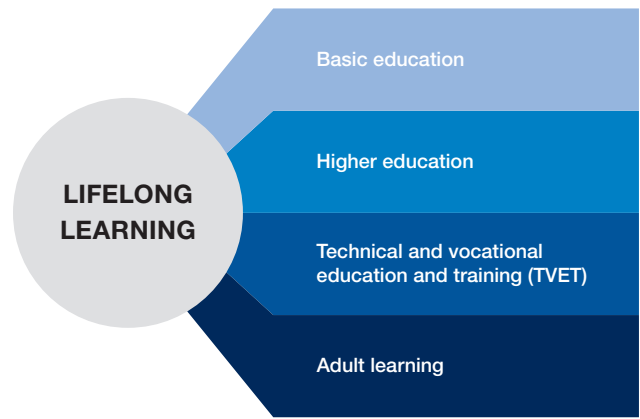 LIFELONG
LEARNING
Basic education
Higher education
Technical and vocational
education and training (TVET)
Adult learning